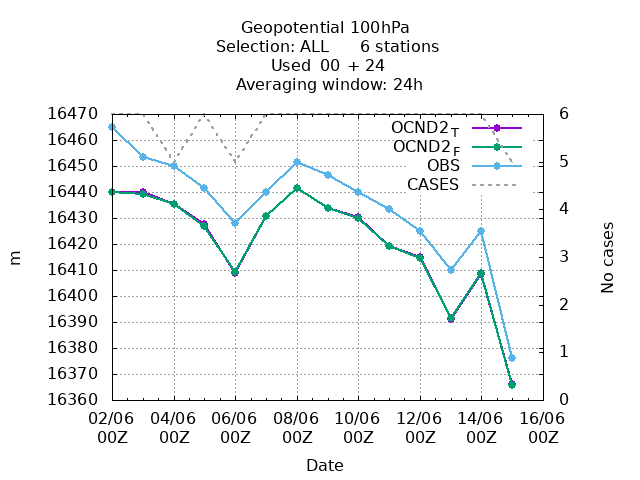 Geopotential 100hPa
Selection: ALL 6 stations
Used 00 + 24
Averaging window: 24h
16470
16460
16450
16440
16430
16420
16410
16400
16390
16380
16370
16360
m
OCND2T
OCND2F
OBS
CASES
6
5
4
3
2
1
0
No cases
02/06 04/06 06/06 08/06 10/06 12/06 14/06 16/06
00Z 00Z 00Z 00Z 00Z 00Z 00Z 00Z
Date